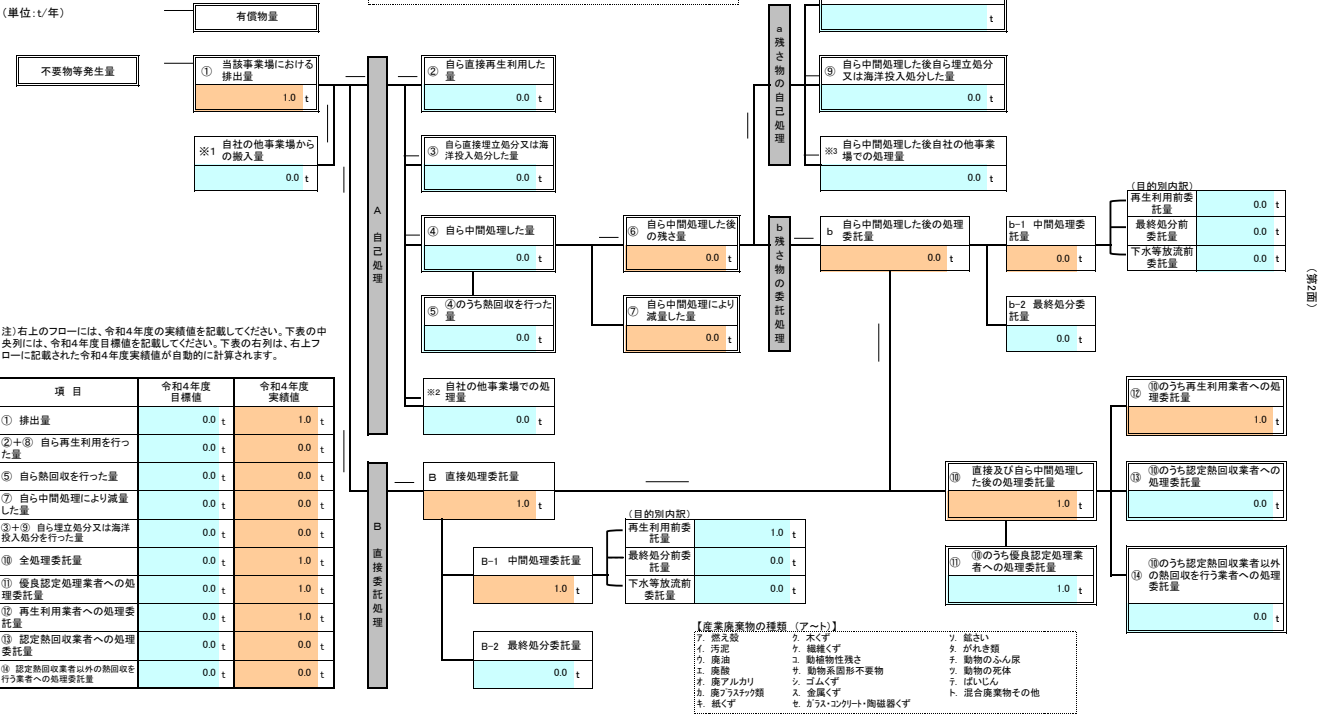 (単位:t/年)
有償物量
不要物等発生量
① 当該事業場における
排出量
1.0 t
※1 自社の他事業場から
の搬入量
0.0 t
A 自己処理
② 自ら直接再生利用した
量
0.0 t
③ 自ら直接埋立処分又は海
洋投入処分した量
0.0 t
④ 自ら中間処理した量
0.0 t
⑤ ④のうち熱回収を行った
量
0.0 t
※2 自社の他事業場での処
理量
0.0 t
⑥ 自ら中間処理した後
の残さ量
0.0 t
⑦ 自ら中間処理により
減量した量
0.0 t
a 残さ物の自己処理
t
⑨ 自ら中間処理した後自ら埋立処分
又は海洋投入処分した量
0.0 t
※3 自ら中間処理した後自社の他事業
場での処理量
0.0 t
b 残さ物の委託処理
b 自ら中間処理した後の処理
委託量
0.0 t
b-1 中間処理委
託量
0.0 t
(目的別内訳)
再生利用前委
託量
0.0 t
最終処分前
委託量
0.0 t
下水等放流前
委託量
0.0 t
b-2 最終処分委
託量
0.0 t
(第2面)
注)右上のフローには、令和4年度の実績値を記載してください。下表の中
央列には、令和4年度目標値を記載してください。下表の右列は、右上フ
ローに記載された令和4年度実績値が自動的に計算されます。
項 目 令和4年度
目標値 令和4年度
実績値
① 排出量 0.0 t 1.0 t
②+⑧ 自ら再生利用を行っ
た量 0.0 t 0.0 t
⑤ 自ら熱回収を行った量 0.0 t 0.0 t
⑦ 自ら中間処理により減量
した量 0.0 t 0.0 t
③+⑨ 自ら埋立処分又は海洋
投入処分を行った量 0.0 t 0.0 t
⑩ 全処理委託量 0.0 t 1.0 t
⑪ 優良認定処理業者への処
理委託量 0.0 t 1.0 t
⑫ 再生利用業者への処理委
託量 0.0 t 1.0 t
⑬ 認定熱回収業者への処理
委託量 0.0 t 0.0 t
⑭ 認定熱回収業者以外の熱回収を
行う業者への処理委託量 0.0 t 0.0 t
B 直接委託処理
B 直接処理委託量
1.0 t
B-1 中間処理委託量
1.0 t
(目的別内訳)
再生利用前委
託量
1.0 t
最終処分前委
託量
0.0 t
下水等放流前
委託量
0.0 t
B-2 最終処分委託量
0.0 t
⑩ 直接及び自ら中間処理し
た後の処理委託量
1.0 t
⑪ ⑩のうち優良認定処理業
者への処理委託量
1.0 t
⑫ ⑩のうち再生利用業者への処
理委託量
1.0 t
⑬ ⑩のうち認定熱回収業者への
処理委託量
0.0 t
⑭ ⑩のうち認定熱回収業者以外
の熱回収を行う業者への処理
委託量
0.0 t
【産業廃棄物の種類 (ア~ト)】
ア. 燃え殻 ク. 木くず ソ. 鉱さい
イ. 汚泥 ケ. 繊維くず タ. がれき類
ウ. 廃油 コ. 動植物性残さ チ. 動物のふん尿
エ. 廃酸 サ. 動物系固形不要物 ツ. 動物の死体
オ. 廃アルカリ シ. ゴムくず テ. ばいじん
カ. 廃プラスチック類 ス. 金属くず ト. 混合廃棄物その他
キ. 紙くず セ. ガラス・コンクリート・陶磁器くず